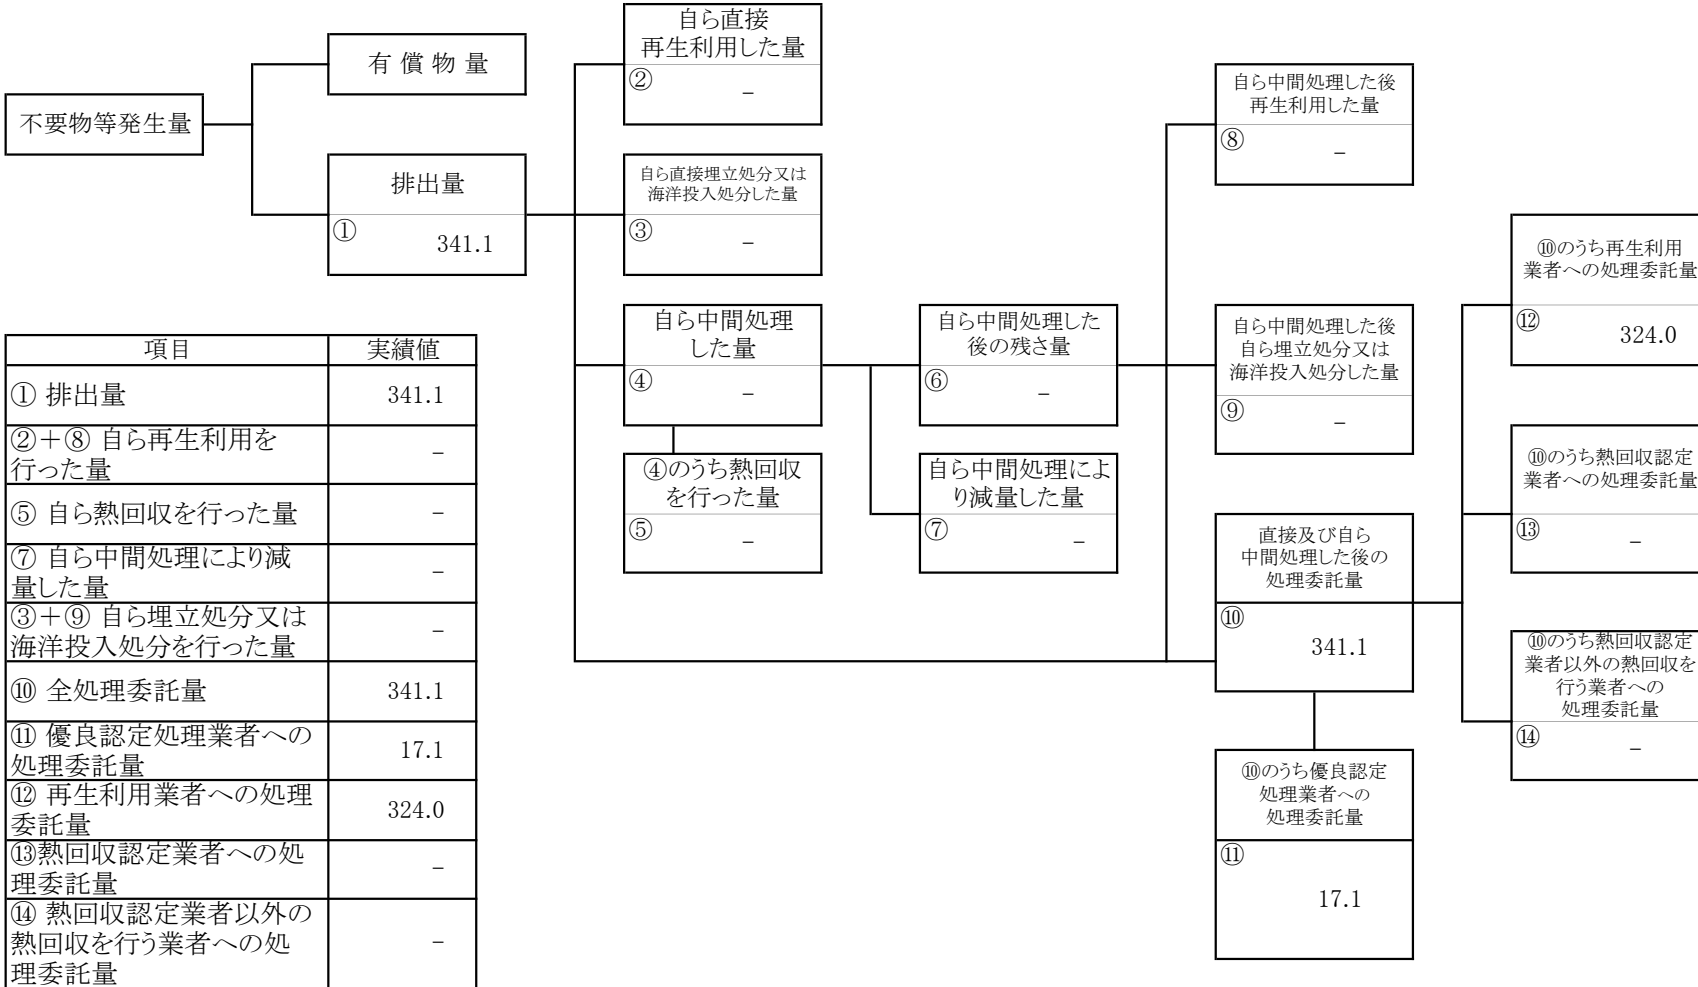 不要物等発生量
有 償 物 量
排出量
①
341.1
自ら直接
再生利用した量
②
－
自ら直接埋立処分又は
海洋投入処分した量
③
－
自ら中間処理
した量
④
－
④のうち熱回収
を行った量
⑤
－
自ら中間処理した
後の残さ量
⑥
－
自ら中間処理によ
り減量した量
⑦
－
自ら中間処理した後
再生利用した量
⑧
－
自ら中間処理した後
自ら埋立処分又は
海洋投入処分した量
⑨
－
直接及び自ら
中間処理した後の
処理委託量
⑩
341.1
⑩のうち優良認定
処理業者への
処理委託量
⑪
17.1
⑩のうち再生利用
業者への処理委託量
⑫
324.0
⑩のうち熱回収認定
業者への処理委託量
⑬
－
⑩のうち熱回収認定
業者以外の熱回収を
行う業者への
処理委託量
⑭
－
項目 実績値
① 排出量 341.1
②＋⑧ 自ら再生利用を
行った量 －
⑤ 自ら熱回収を行った量 －
⑦ 自ら中間処理により減
量した量 －
③＋⑨ 自ら埋立処分又は
海洋投入処分を行った量 －
⑩ 全処理委託量 341.1
⑪ 優良認定処理業者への
処理委託量 17.1
⑫ 再生利用業者への処理
委託量 324.0
⑬熱回収認定業者への処
理委託量 －
⑭ 熱回収認定業者以外の
熱回収を行う業者への処
理委託量 －